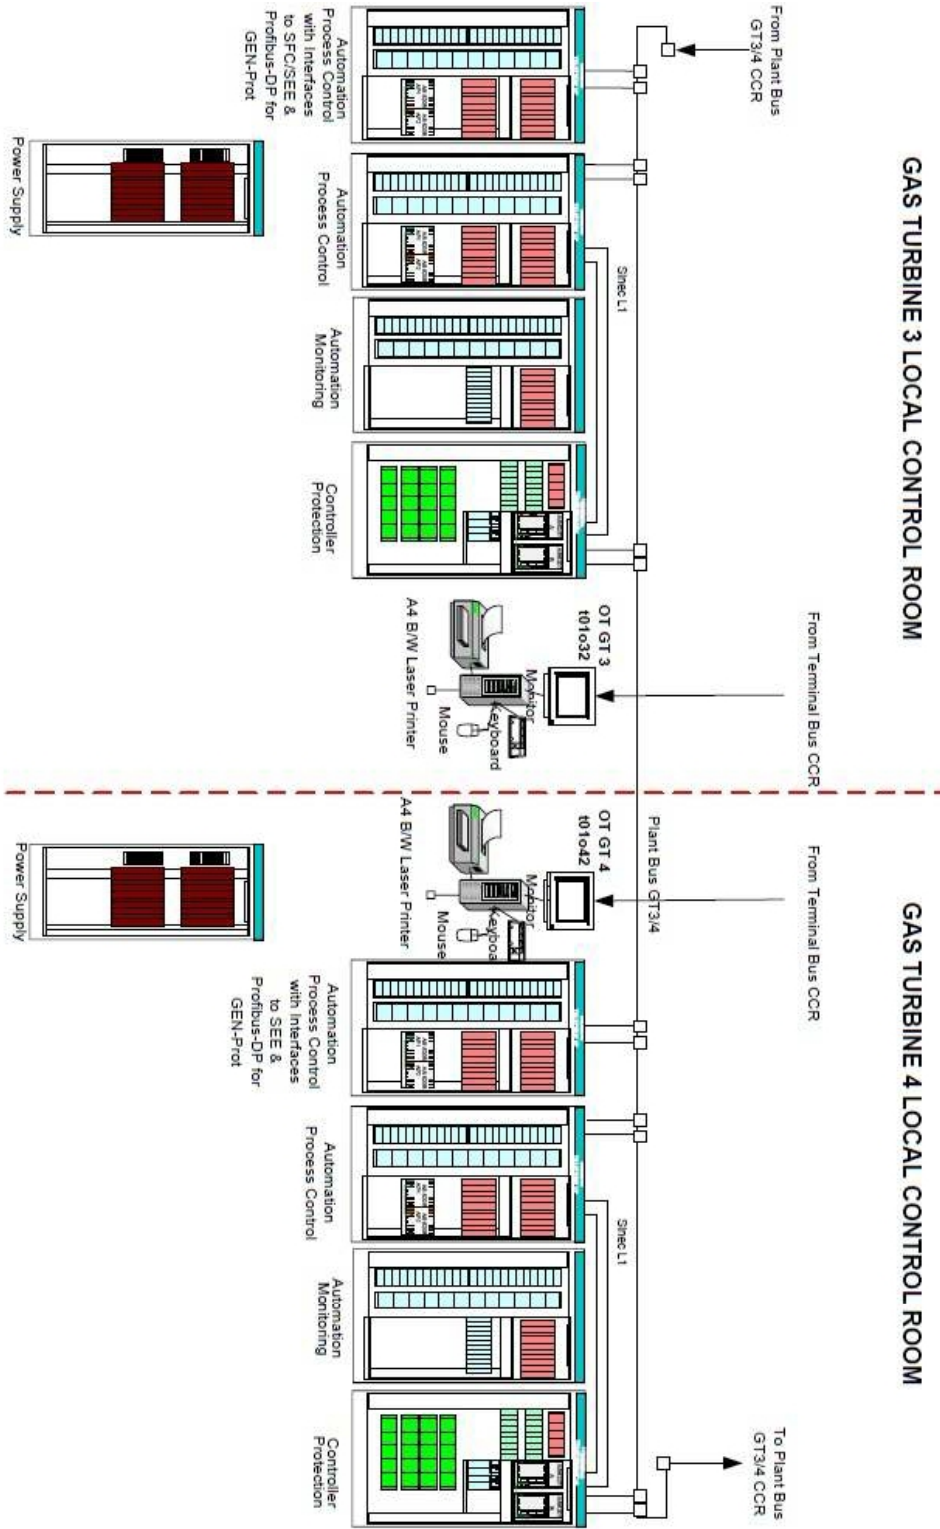 GAS TURBINE 3 LOCAL CONTROL ROOM
From Plant Bus
GT3/4 CCR
From Terminal Bus CCR
Sinec L1
OT GT 3
t01o32
Monitor
Keyboard
Mouse
A4 B/W Laser Printer
Automation
Process Control
with Interfaces
to SFC/SEE &
Profibus-DP for
GEN-Prot
Automation
Process Control
Automation
Monitoring
Controller
Protection
Power Supply
GAS TURBINE 4 LOCAL CONTROL ROOM
From Terminal Bus CCR
To Plant Bus
GT3/4 CCR
Plant Bus GT3/4
Sinec L1
OT GT 4
t01o42
Monitor
Keyboa
Mouse
A4 B/W Laser Printer
Automation
Process Control
with Interfaces
to SEE &
Profibus-DP for
GEN-Prot
Automation
Process Control
Automation
Monitoring
Controller
Protection
Power Supply